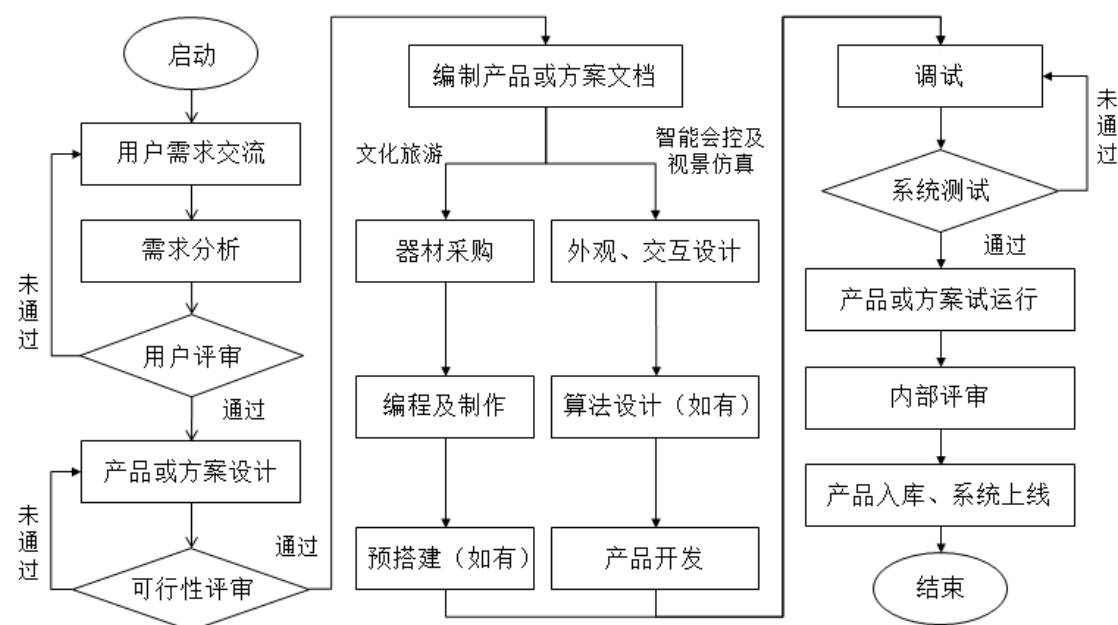 启动
用户需求交流
需求分析
未通过
用户评审
通过
产品或方案设计
未通过
可行性评审
通过
编制产品或方案文档
文化旅游
智能会控及
视景仿真
器材采购
外观、交互设计
编程及制作
算法设计（如有）
预搭建（如有）
产品开发
调试
未通过
系统测试
通过
产品或方案试运行
内部评审
产品入库、系统上线
结束